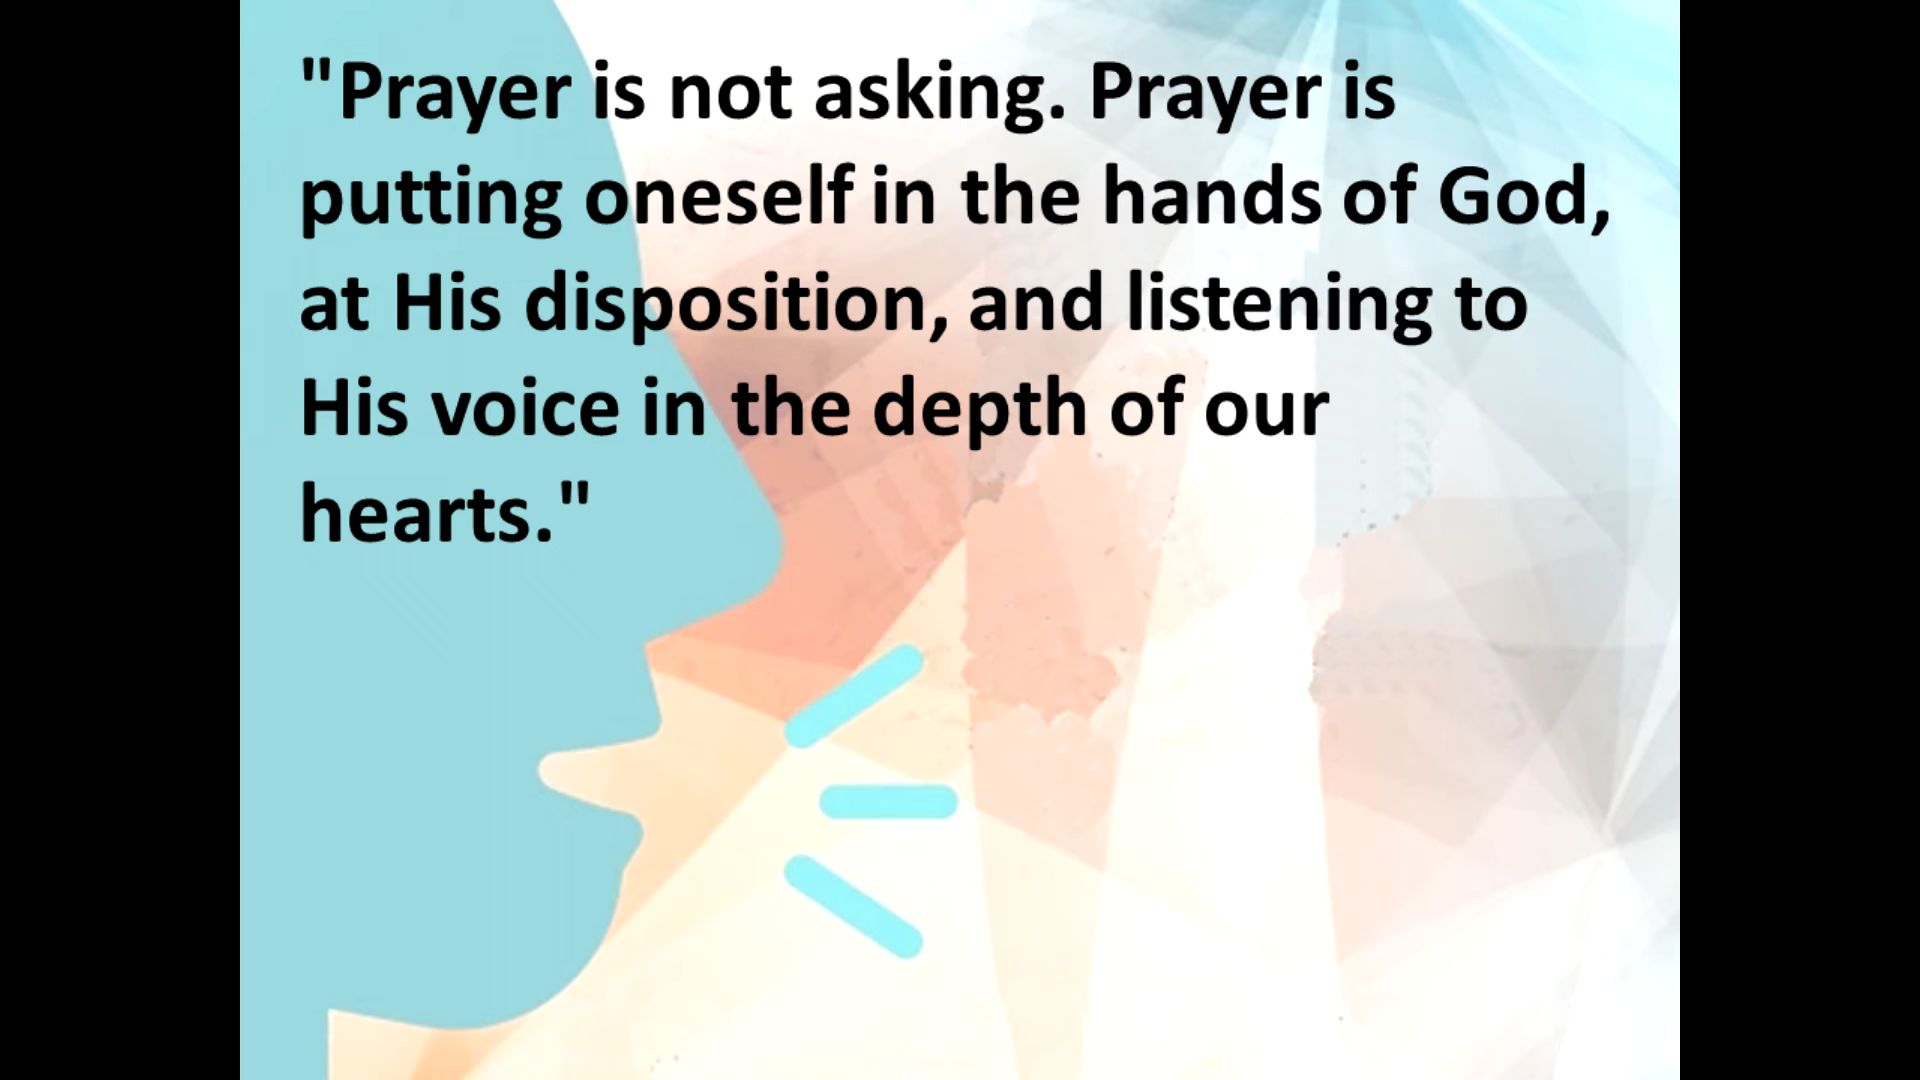 "Prayer is not asking. Prayer is
putting oneself in the hands of God,
at His disposition, and listening to
His voice in the depth of our
hearts."